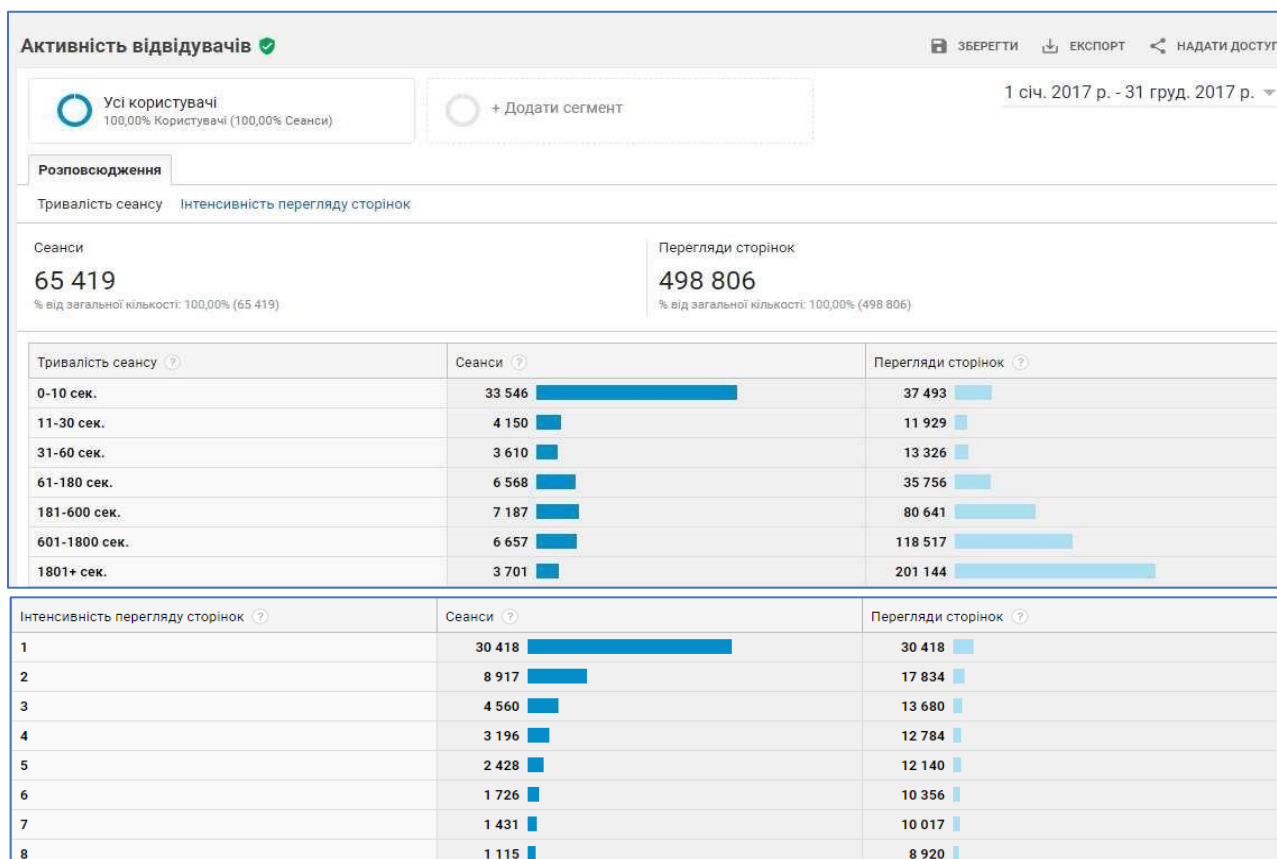 Активність відвідувачів
ЗБЕРЕГТИ ЕКСПОРТ НАДАТИ ДОСТУП
Усі користувачі
100,00% Користувачі (100,00% Сеанси)
+ Додати сегмент
1 січ. 2017 р. - 31 груд. 2017 р.
Розповсюдження
Тривалість сеансу Інтенсивність перегляду сторінок
Сеанси Перегляди сторінок
65 419 498 806
% від загальної кількості: 100,00% (65 419) % від загальної кількості: 100,00% (498 806)
Тривалість сеансу ? Сеанси ? Перегляди сторінок ?
0-10 сек. 33 546 37 493
11-30 сек. 4 150 11 929
31-60 сек. 3 610 13 326
61-180 сек. 6 568 35 756
181-600 сек. 7 187 80 641
601-1800 сек. 6 657 118 517
1801+ сек. 3 701 201 144
Інтенсивність перегляду сторінок ? Сеанси ? Перегляди сторінок ?
1 30 418 30 418
2 8 917 17 834
3 4 560 13 680
4 3 196 12 784
5 2 428 12 140
6 1 726 10 356
7 1 431 10 017
8 1 115 8 920